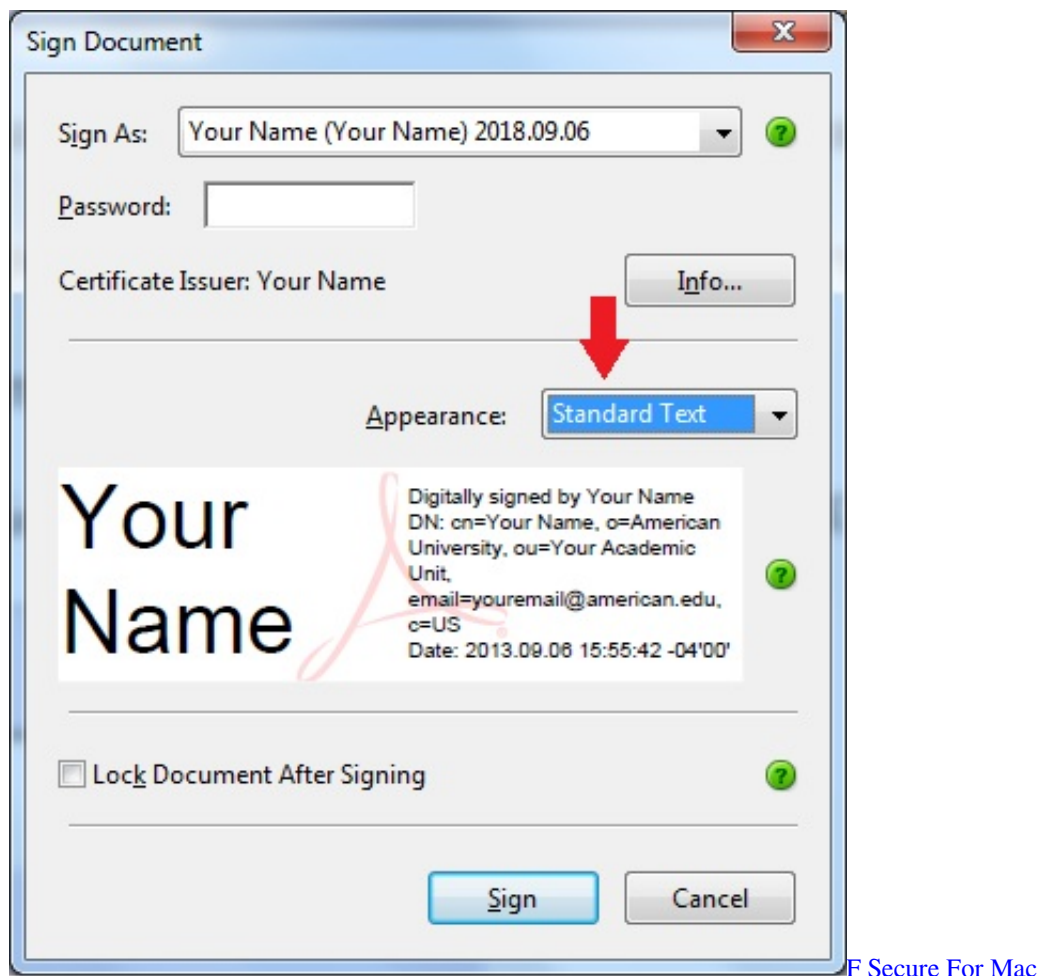 Sign Document
x
Sign As: Your Name (Your Name) 2018.09.06 ?
Password:
Certificate Issuer: Your Name Info...
Appearance: Standard Text
Your
Name
Digitally signed by Your Name
DN: cn=Your Name, o=American
University, ou=Your Academic
Unit,
email=youremail@american.edu,
c=US
Date: 2013.09.06 15:55:42 -04'00'
?
Lock Document After Signing ?
Sign Cancel
F Secure For Mac